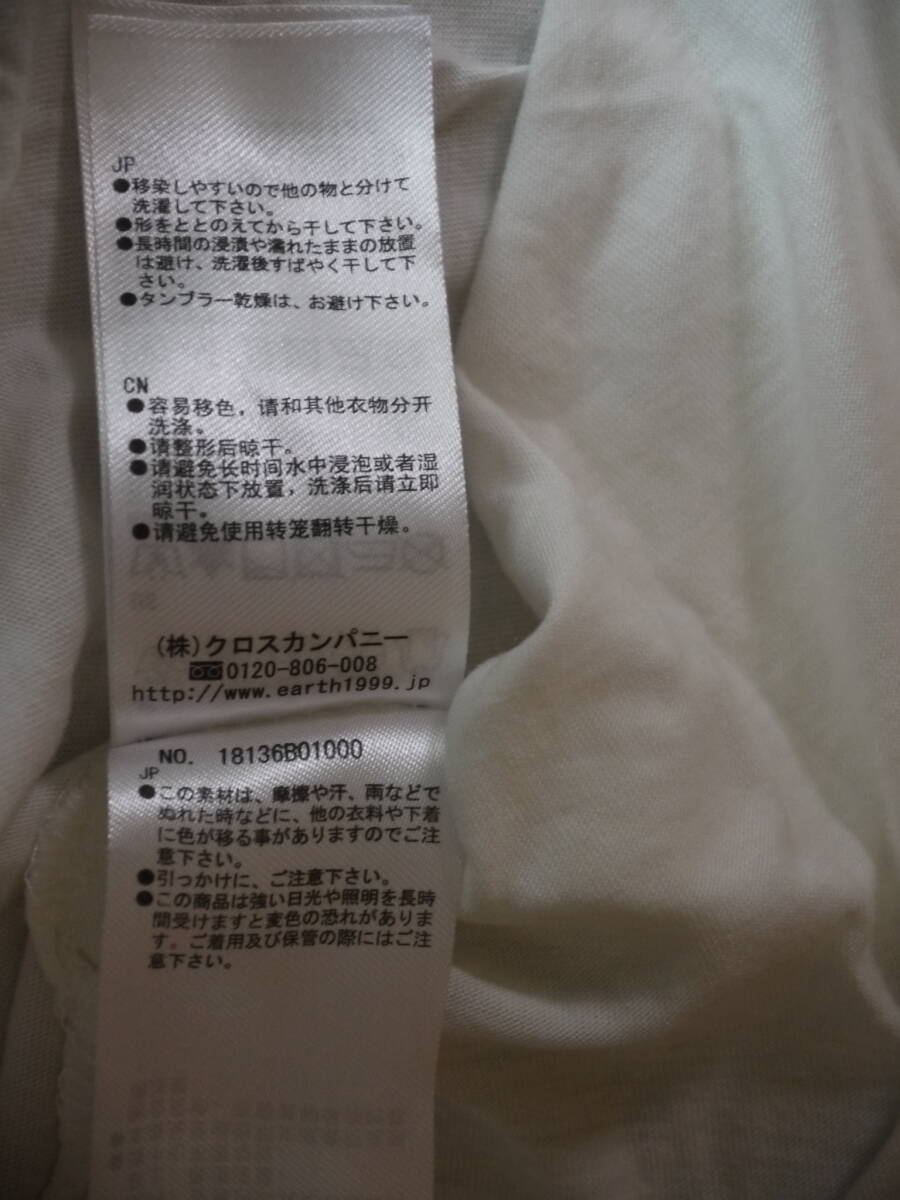 JP
●移染しやすいので他の物と分けて
洗濯して下さい。
●形をととのえてから干して下さい。
●長時間の浸漬や濡れたままの放置
は避け、洗濯後すばやく干して下
さい。
●タンブラー乾燥は、お避け下さい。
CN
●容易移色，请和其他衣物分开
洗涤。
●请整形后晾干。
●请避免长时间水中浸泡或者湿
润状态下放置，洗涤后请立即
晾干。
●请避免使用转笼翻转干燥。
(株)クロスカンパニー
0120-806-008
http://www.earth1999.jp
NO. 18136B01000
JP
●この素材は、摩擦や汗、雨などで
ぬれた時などに、他の衣料や下着
に色が移る事がありますのでご注
意下さい。
●引っかけに、ご注意下さい。
●この商品は強い日光や照明を長時
間受けますと変色の恐れがありま
す。ご着用及び保管の際にはご注
意下さい。